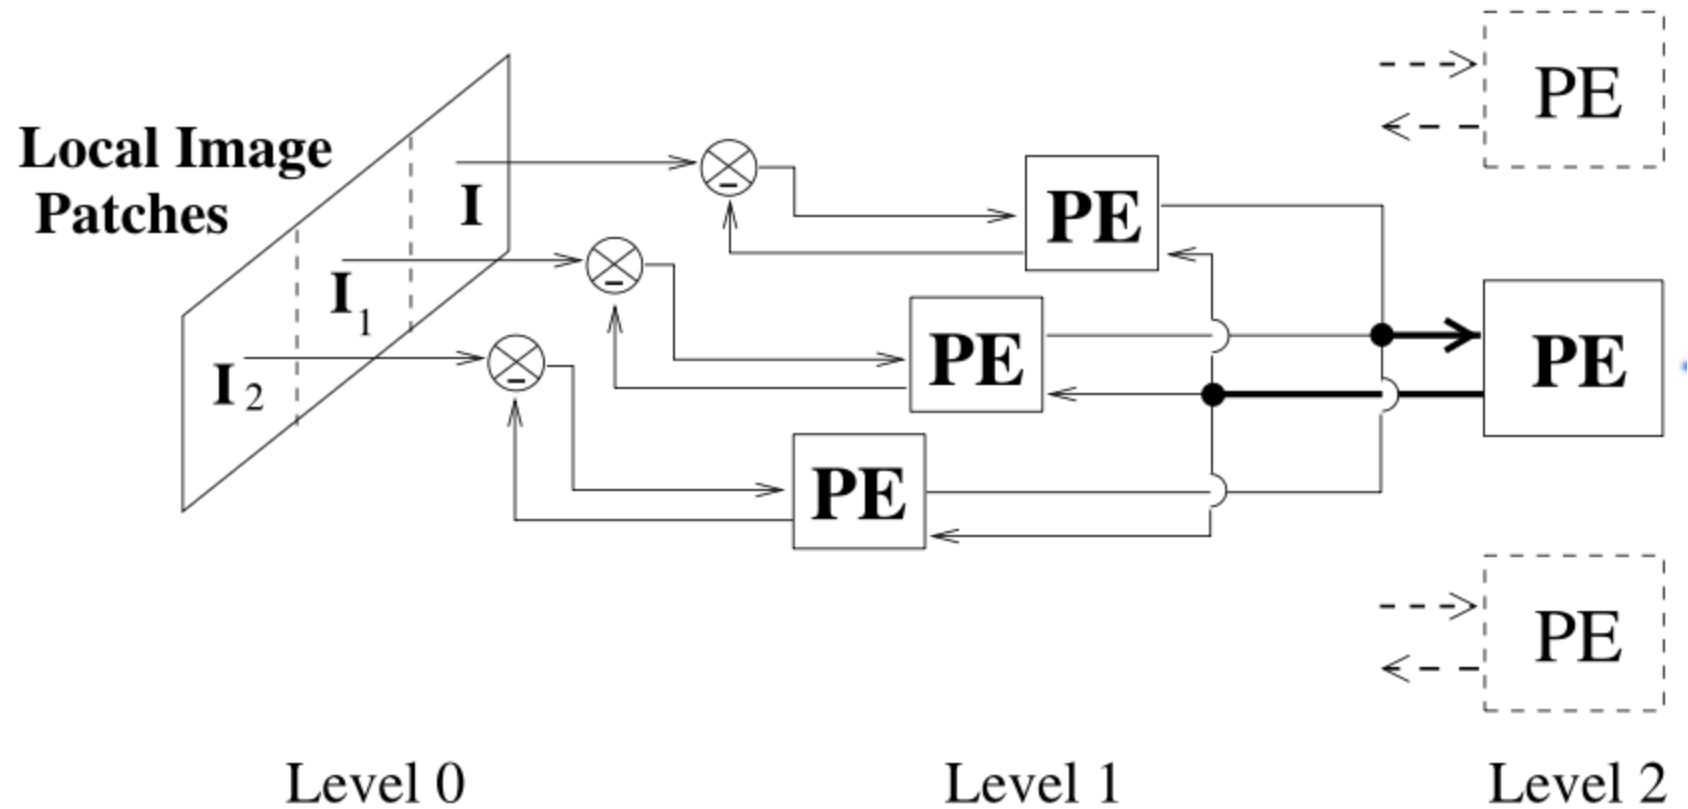 Local Image
Patches
I
I1
I2
PE
PE
PE
PE
PE
PE
Level 0
Level 1
Level 2